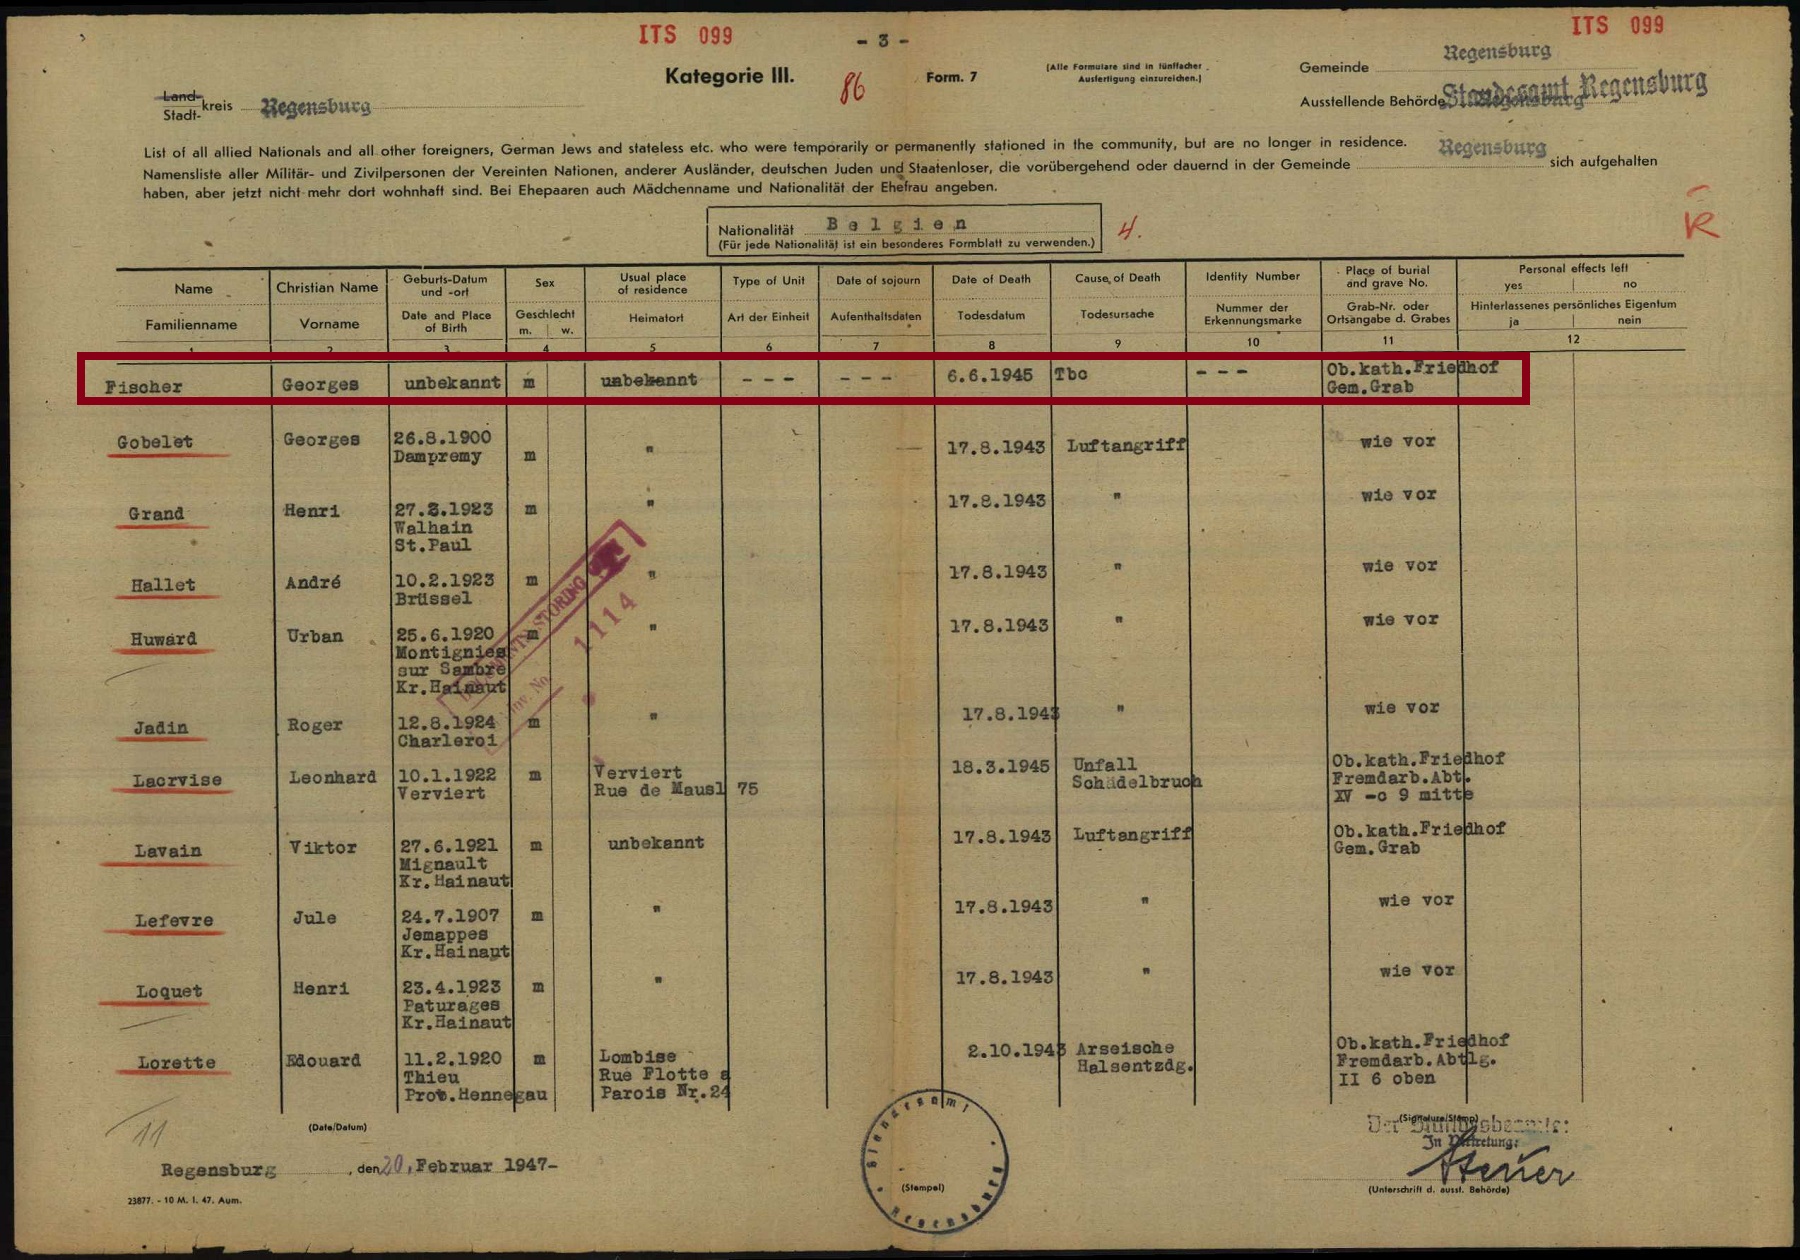 ITS 099
- 3 -
ITS 099
Kategorie III.
86
Form. 7
(Alle Formulare sind in fünffacher
Ausfertigung einzureichen.)
Gemeinde Regensburg
Land-
Stadt- kreis Regensburg
Ausstellende Behörde Standesamt Regensburg
Regensburg
List of all allied Nationals and all other foreigners, German Jews and stateless etc. who were temporarily or permanently stationed in the community, but are no longer in residence.
Namensliste aller Militär- und Zivilpersonen der Vereinten Nationen, anderer Ausländer, deutschen Juden und Staatenloser, die vorübergehend oder dauernd in der Gemeinde Regensburg sich aufgehalten
haben, aber jetzt nicht mehr dort wohnhaft sind. Bei Ehepaaren auch Mädchenname und Nationalität der Ehefrau angeben.
Nationalität Belgien
(Für jede Nationalität ist ein besonderes Formblatt zu verwenden.)
4.
R
Name Christian Name Geburts-Datum und -ort Sex Usual place of residence Type of Unit Date of sojourn Date of Death Cause of Death Identity Number Place of burial and grave No. Personal effects left yes no
Familienname Vorname Date and Place of Birth Geschlecht m. w. Heimatort Art der Einheit Aufenthaltsdaten Todesdatum Todesursache Nummer der Erkennungsmarke Grab-Nr. oder Ortsangabe d. Grabes Hinterlassenes persönliches Eigentum ja nein
1 2 3 4 5 6 7 8 9 10 11 12
Fischer Georges unbekannt m unbekannt - - - - - - 6.6.1945 Tbc - - - Ob.kath.Friedhof
Gem.Grab
Gobelet Georges 26.8.1900 m " 17.8.1943 Luftangriff wie vor
Dampremy
Grand Henri 27.3.1923 m " 17.8.1943 " wie vor
Walhain
St.Paul
Hallet André 10.2.1923 m " 17.8.1943 " wie vor
Brüssel
Huward Urban 25.6.1920 m " 17.8.1943 " wie vor
Montignies
sur Sambre
Kr.Hainaut
Jadin Roger 12.8.1924 m " 17.8.1943 " wie vor
Charleroi
Lacrvise Leonhard 10.1.1922 m Verviert 18.3.1945 Unfall Ob.kath.Friedhof
Verviert Rue de Mausl 75 Schädelbruch Fremdarb.Abt.
XV -c 9 mitte
Lavain Viktor 27.6.1921 m unbekannt 17.8.1943 Luftangriff Ob.kath.Friedhof
Mignault Gem.Grab
Kr.Hainaut
Lefevre Jule 24.7.1907 m " 17.8.1943 " wie vor
Jemappes
Kr.Hainaut
Loquet Henri 23.4.1923 m " 17.8.1943 " wie vor
Paturages
Kr.Hainaut
Lorette Edouard 11.2.1920 m Lombise 2.10.1943 Arseische Ob.kath.Friedhof
Thieu Rue Flotte a Halsentzdg. Fremdarb.Abtlg.
Prov.Hennegau Parois Nr.24 II 6 oben
1114
Inv. No.
11
(Date/Datum)
Regensburg, den 20. Februar 1947-
23877. - 10 M. I. 47. Aum.
(Stempel)
Regensburg
(Signature/Stamp)
Der Standesbeamte:
In Vertretung:
(Unterschrift d. ausst. Behörde)